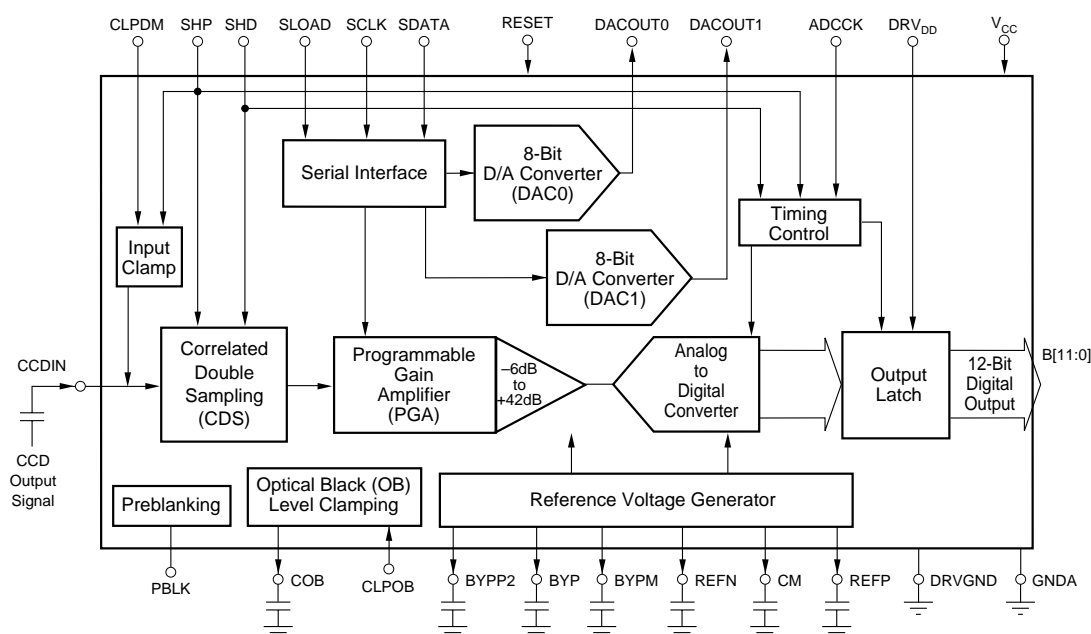 CLPDM SHP SHD SLOAD SCLK SDATA RESET DACOUT0 DACOUT1 ADCCK DRVDD VCC
Serial Interface
8-Bit
D/A Converter
(DAC0)
Timing
Control
Input
Clamp
8-Bit
D/A Converter
(DAC1)
CCDIN
Correlated
Double
Sampling
(CDS)
Programmable
Gain
Amplifier
(PGA)
–6dB
to
+42dB
Analog
to
Digital
Converter
Output
Latch
12-Bit
Digital
Output
B[11:0]
CCD
Output
Signal
Preblanking
Optical Black (OB)
Level Clamping
Reference Voltage Generator
PBLK COB CLPOB BYPP2 BYP BYPM REFN CM REFP DRVGND GNDA